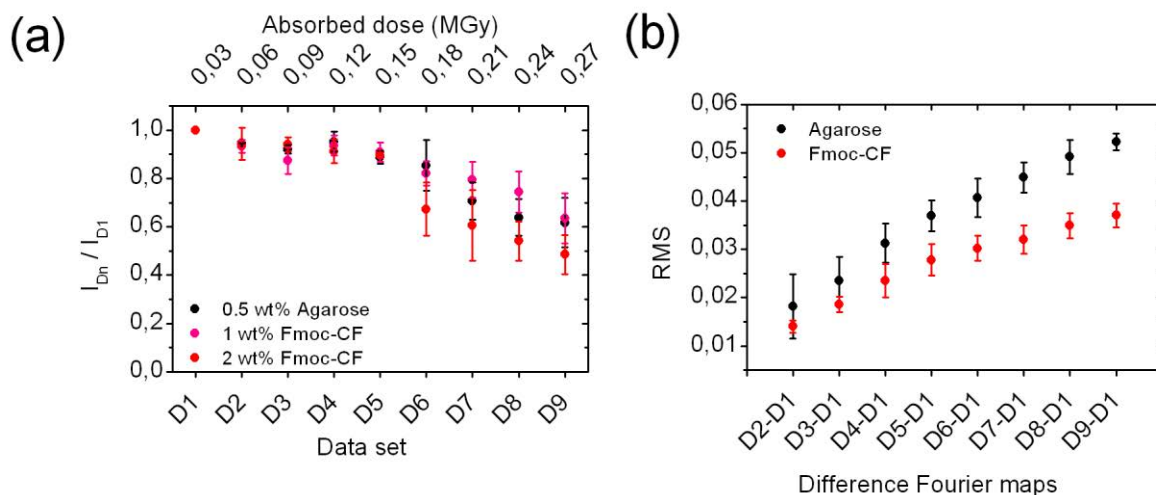 (a)
Absorbed dose (MGy)
0,03 0,06 0,09 0,12 0,15 0,18 0,21 0,24 0,27
1,0
0,8
0,6
0,4
0,2
0,0
I_Dn / I_D1
0.5 wt% Agarose
1 wt% Fmoc-CF
2 wt% Fmoc-CF
D1 D2 D3 D4 D5 D6 D7 D8 D9
Data set
(b)
0,06
0,05
0,04
0,03
0,02
0,01
RMS
Agarose
Fmoc-CF
D2-D1 D3-D1 D4-D1 D5-D1 D6-D1 D7-D1 D8-D1 D9-D1
Difference Fourier maps